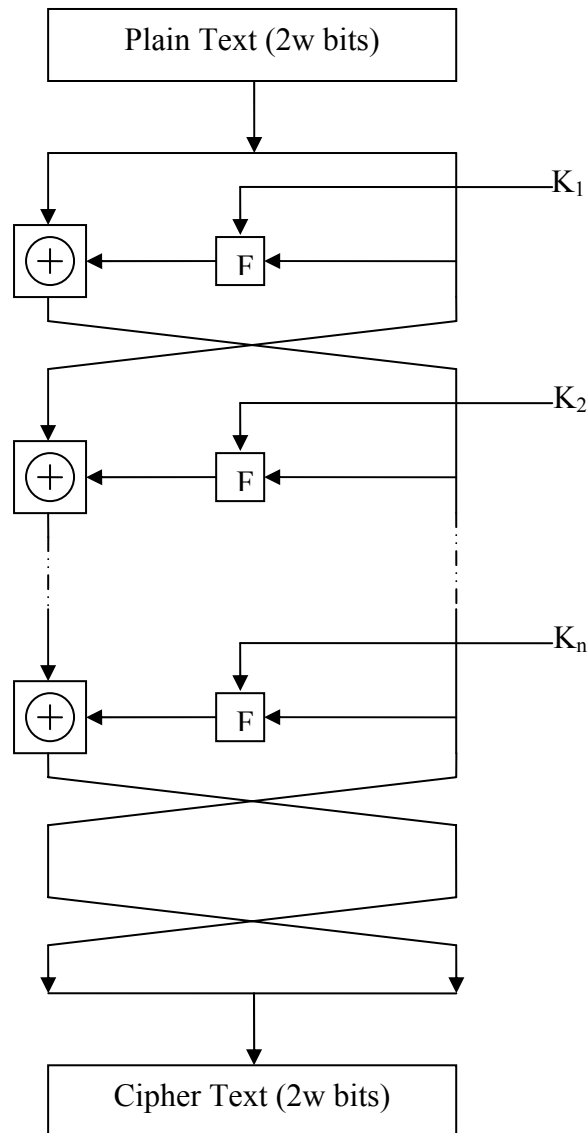 Plain Text (2w bits)
K₁
F
K₂
F
Kₙ
F
Cipher Text (2w bits)